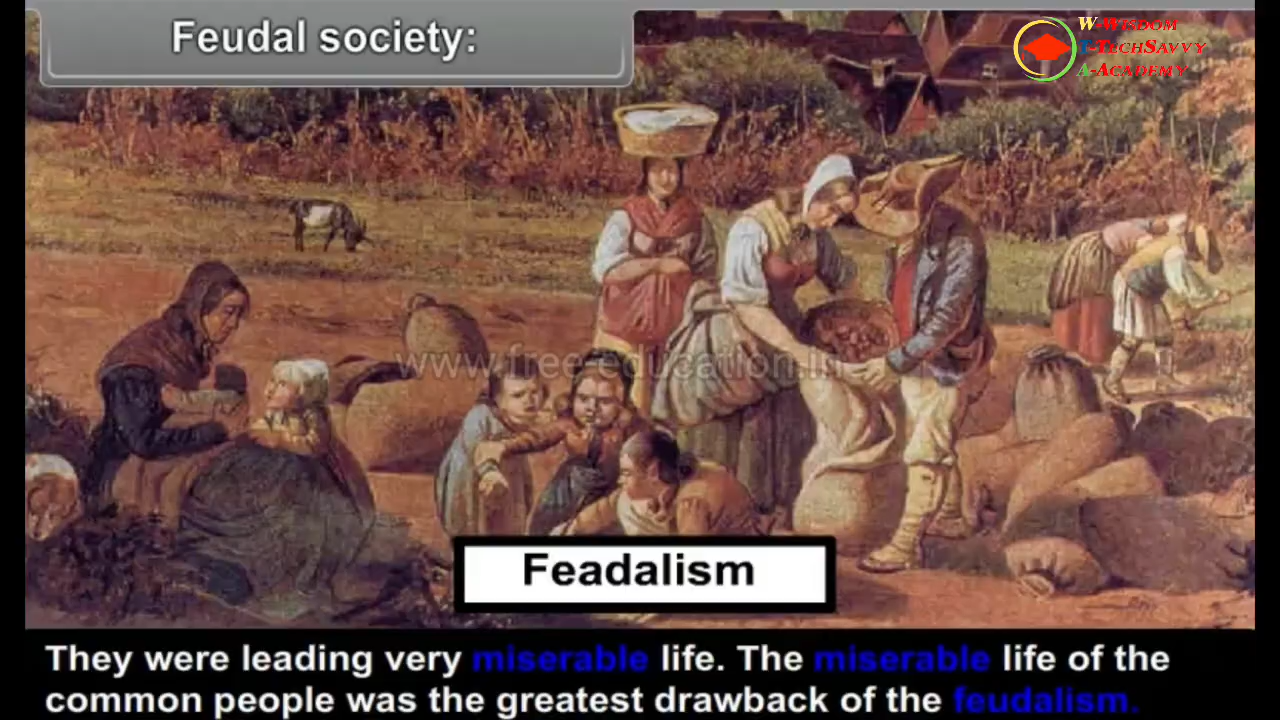 Feudal society:
W-Wisdom
T-TechSavvy
A-Academy
www.free-education.in
Feadalism
They were leading very miserable life. The miserable life of the
common people was the greatest drawback of the feudalism.